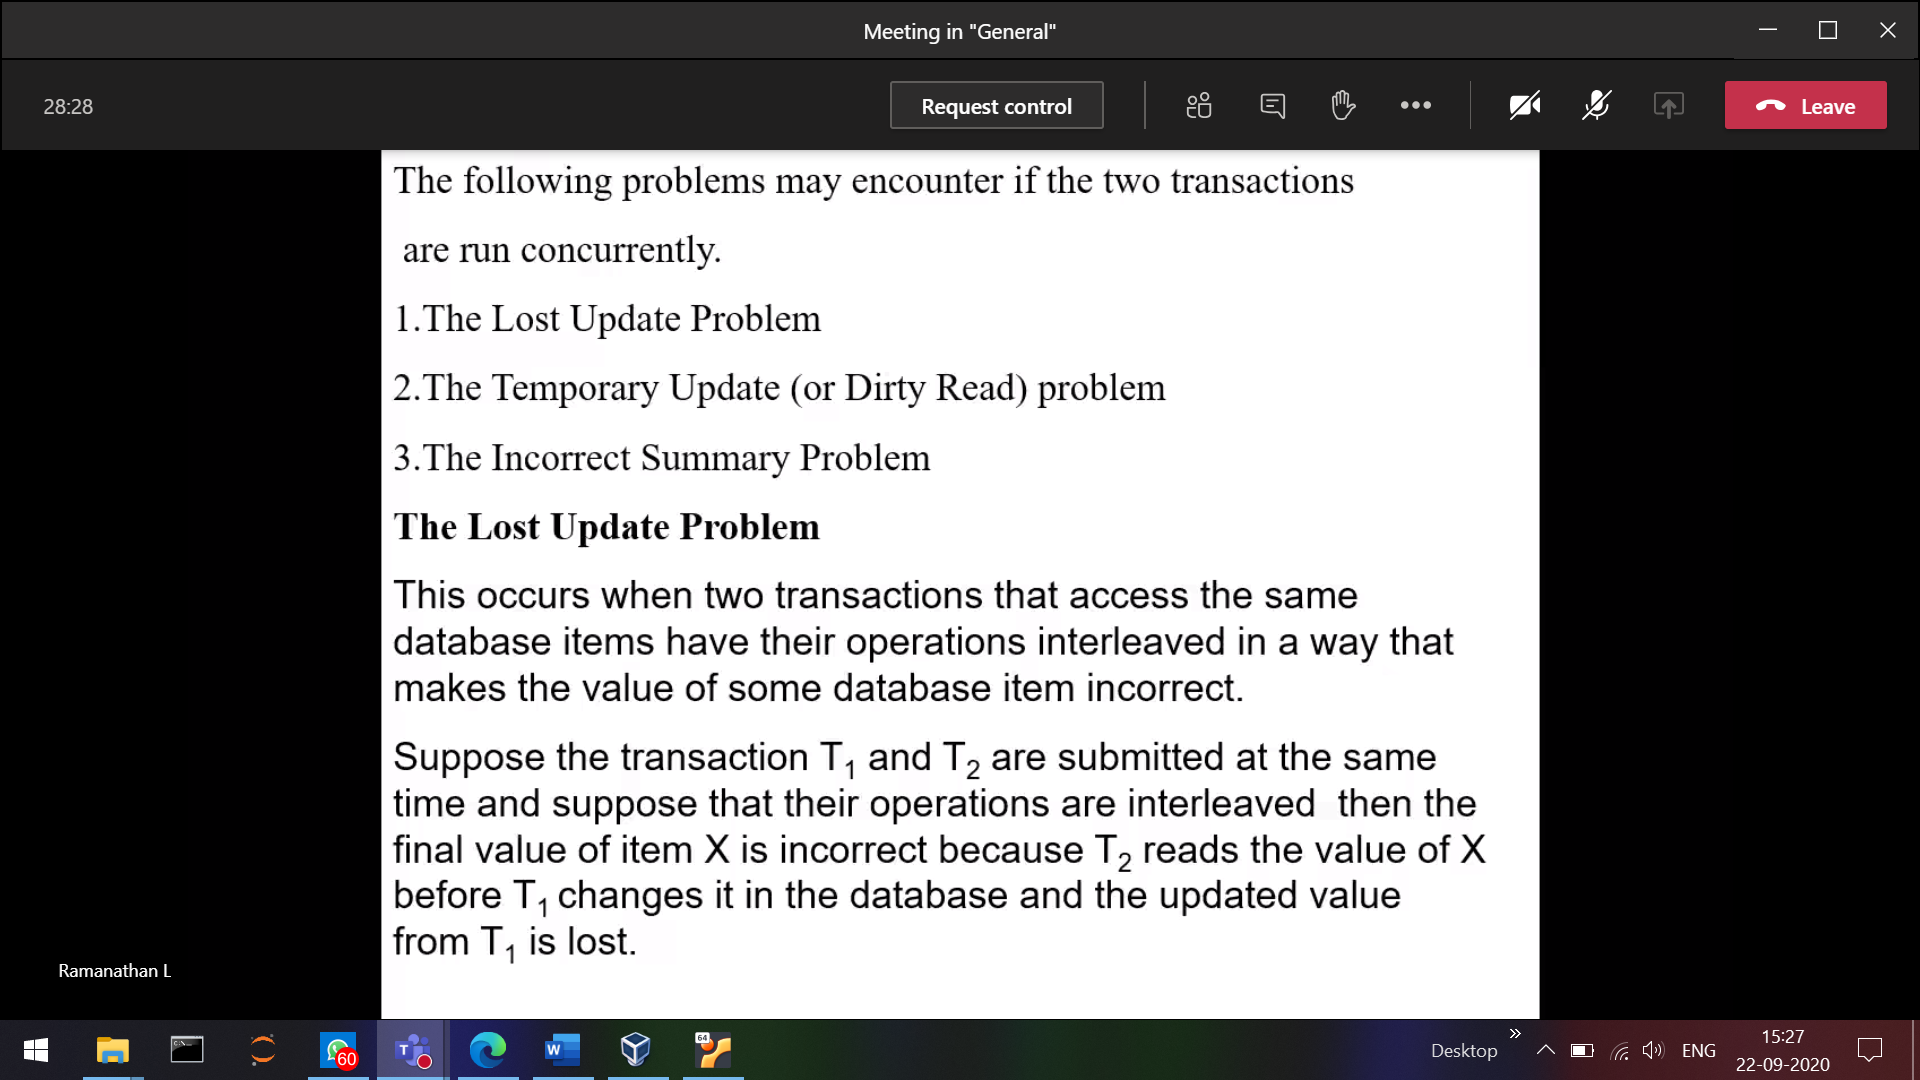 Meeting in "General"
28:28
Request control
Leave
The following problems may encounter if the two transactions
are run concurrently.
1.The Lost Update Problem
2.The Temporary Update (or Dirty Read) problem
3.The Incorrect Summary Problem
The Lost Update Problem
This occurs when two transactions that access the same
database items have their operations interleaved in a way that
makes the value of some database item incorrect.
Suppose the transaction T₁ and T₂ are submitted at the same
time and suppose that their operations are interleaved then the
final value of item X is incorrect because T₂ reads the value of X
before T₁ changes it in the database and the updated value
from T₁ is lost.
Ramanathan L
60
64
Desktop
ENG
15:27
22-09-2020